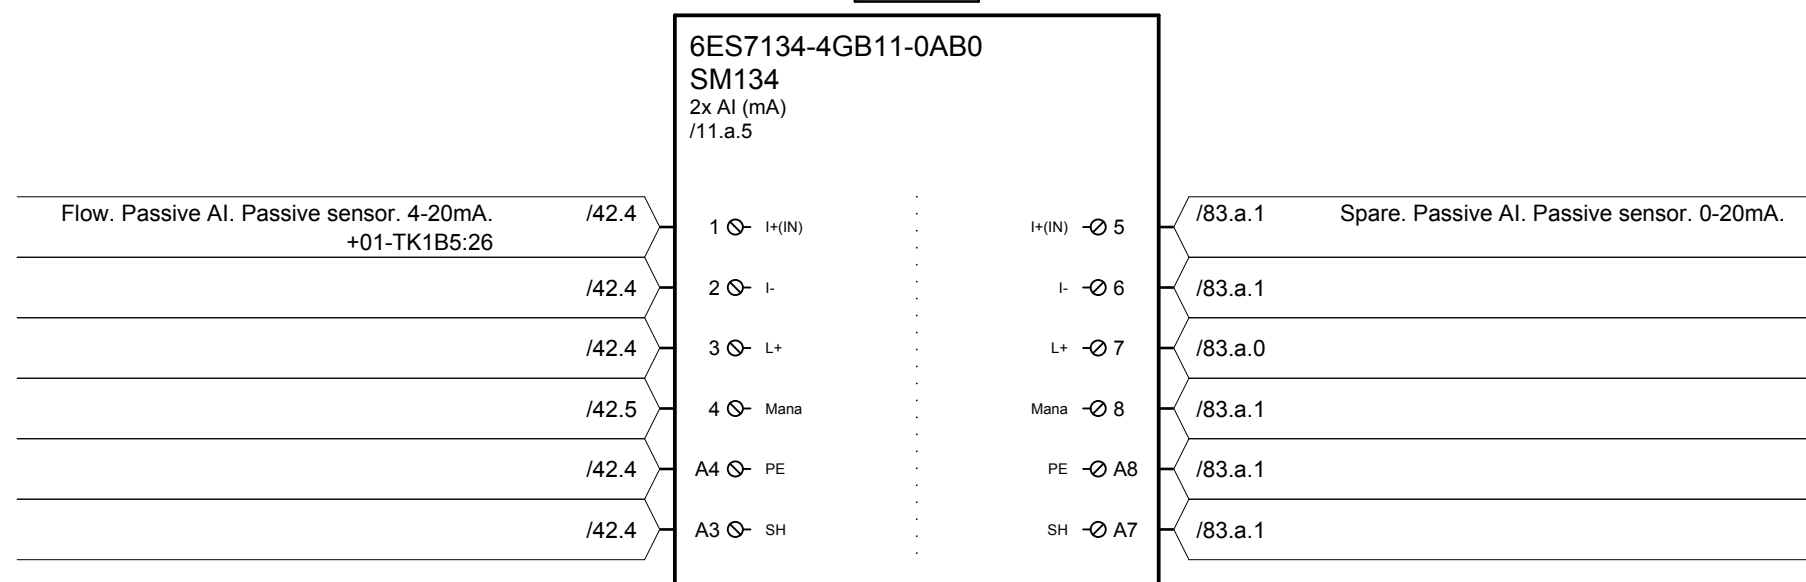 6ES7134-4GB11-0AB0
SM134
2x AI (mA)
/11.a.5
Flow. Passive AI. Passive sensor. 4-20mA. /42.4 1 I+(IN) I+(IN) 5 /83.a.1 Spare. Passive AI. Passive sensor. 0-20mA.
+01-TK1B5:26
/42.4 2 I- I- 6 /83.a.1
/42.4 3 L+ L+ 7 /83.a.0
/42.5 4 Mana Mana 8 /83.a.1
/42.4 A4 PE PE A8 /83.a.1
/42.4 A3 SH SH A7 /83.a.1